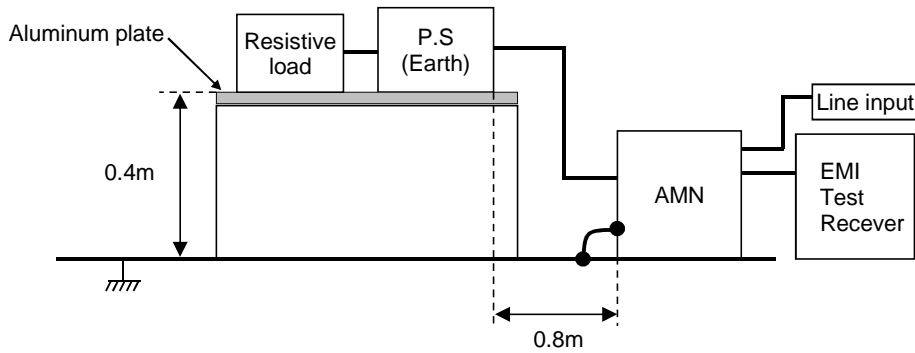 Aluminum plate
Resistive
load
P.S
(Earth)
Line input
0.4m
AMN
EMI
Test
Recever
0.8m